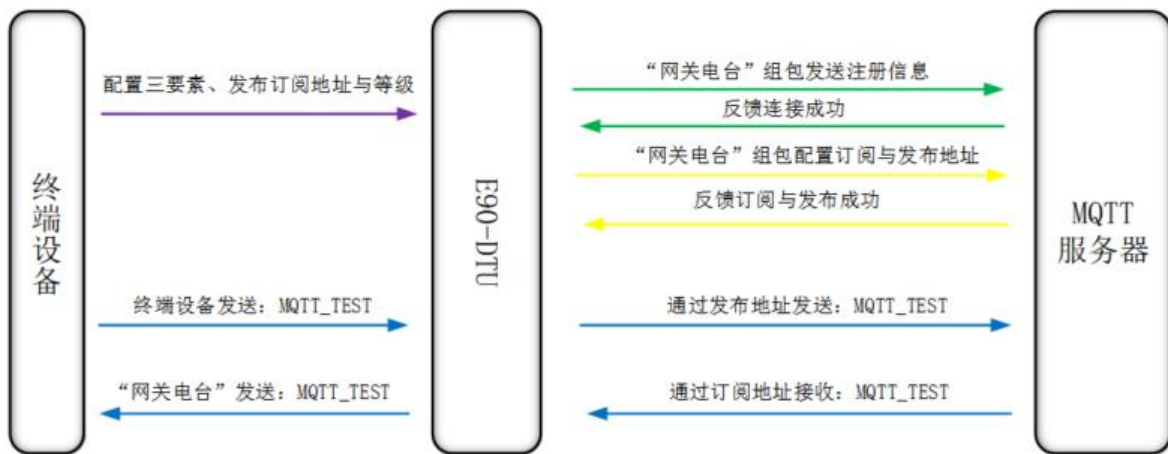 终端设备
配置三要素、发布订阅地址与等级
E90-DTU
“网关电台”组包发送注册信息
反馈连接成功
“网关电台”组包配置订阅与发布地址
反馈订阅与发布成功
MQTT
服务器
终端设备发送：MQTT_TEST
通过发布地址发送：MQTT_TEST
“网关电台”发送：MQTT_TEST
通过订阅地址接收：MQTT_TEST